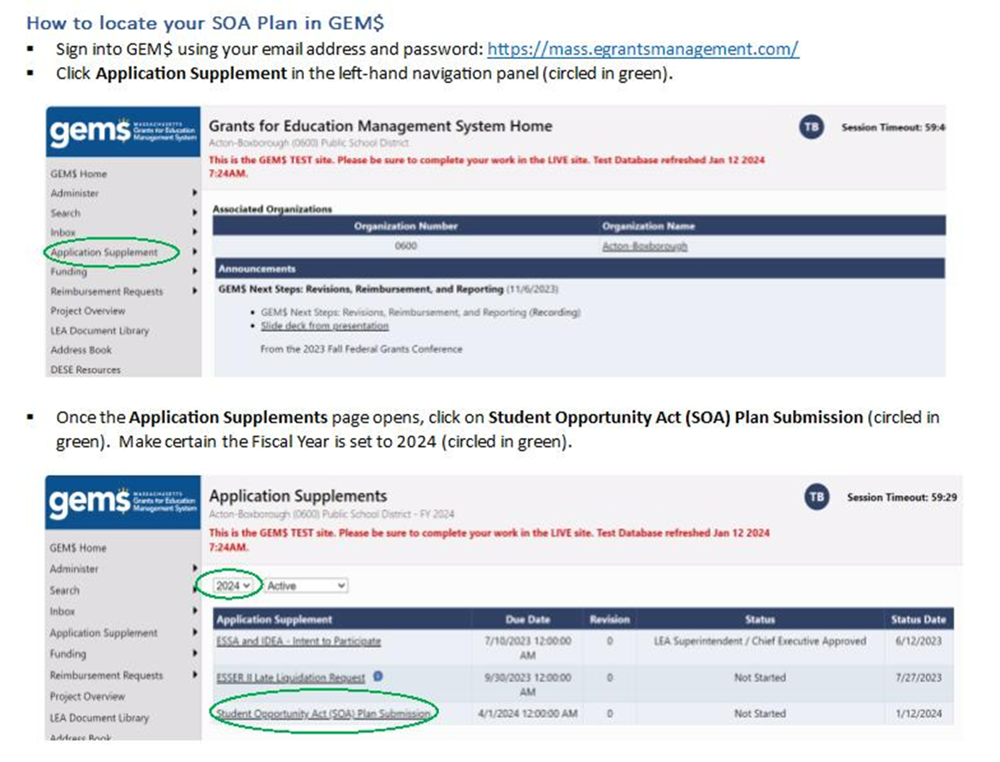 How to locate your SOA Plan in GEM$
▪ Sign into GEM$ using your email address and password: https://mass.egrantsmanagement.com/
▪ Click Application Supplement in the left-hand navigation panel (circled in green).
gem$ MASSACHUSETTS
Grants for Education
Management System
Grants for Education Management System Home
TB
Session Timeout: 59:4
Acton-Boxborough (0600) Public School District
This is the GEM$ TEST site. Please be sure to complete your work in the LIVE site. Test Database refreshed Jan 12 2024
7:24AM.
GEM$ Home
Administer
Search
Inbox
Application Supplement
Funding
Reimbursement Requests
Project Overview
LEA Document Library
Address Book
DESE Resources
Associated Organizations
Organization Number Organization Name
0600 Acton-Boxborough
Announcements
GEM$ Next Steps: Revisions, Reimbursement, and Reporting (11/6/2023)
• GEM$ Next Steps: Revisions, Reimbursement, and Reporting (Recording)
• Slide deck from presentation
From the 2023 Fall Federal Grants Conference
▪ Once the Application Supplements page opens, click on Student Opportunity Act (SOA) Plan Submission (circled in
green). Make certain the Fiscal Year is set to 2024 (circled in green).
gem$ MASSACHUSETTS
Grants for Education
Management System
Application Supplements
TB
Session Timeout: 59:29
Acton-Boxborough (0600) Public School District - FY 2024
This is the GEM$ TEST site. Please be sure to complete your work in the LIVE site. Test Database refreshed Jan 12 2024
7:24AM.
GEM$ Home
Administer
Search
Inbox
Application Supplement
Funding
Reimbursement Requests
Project Overview
LEA Document Library
Address Book
2024 Active
Application Supplement Due Date Revision Status Status Date
ESSA and IDEA - Intent to Participate 7/10/2023 12:00:00 0 LEA Superintendent / Chief Executive Approved 6/12/2023
AM
ESSER II Late Liquidation Request 9/30/2023 12:00:00 0 Not Started 7/27/2023
AM
Student Opportunity Act (SOA) Plan Submission 4/1/2024 12:00:00 AM 0 Not Started 1/12/2024